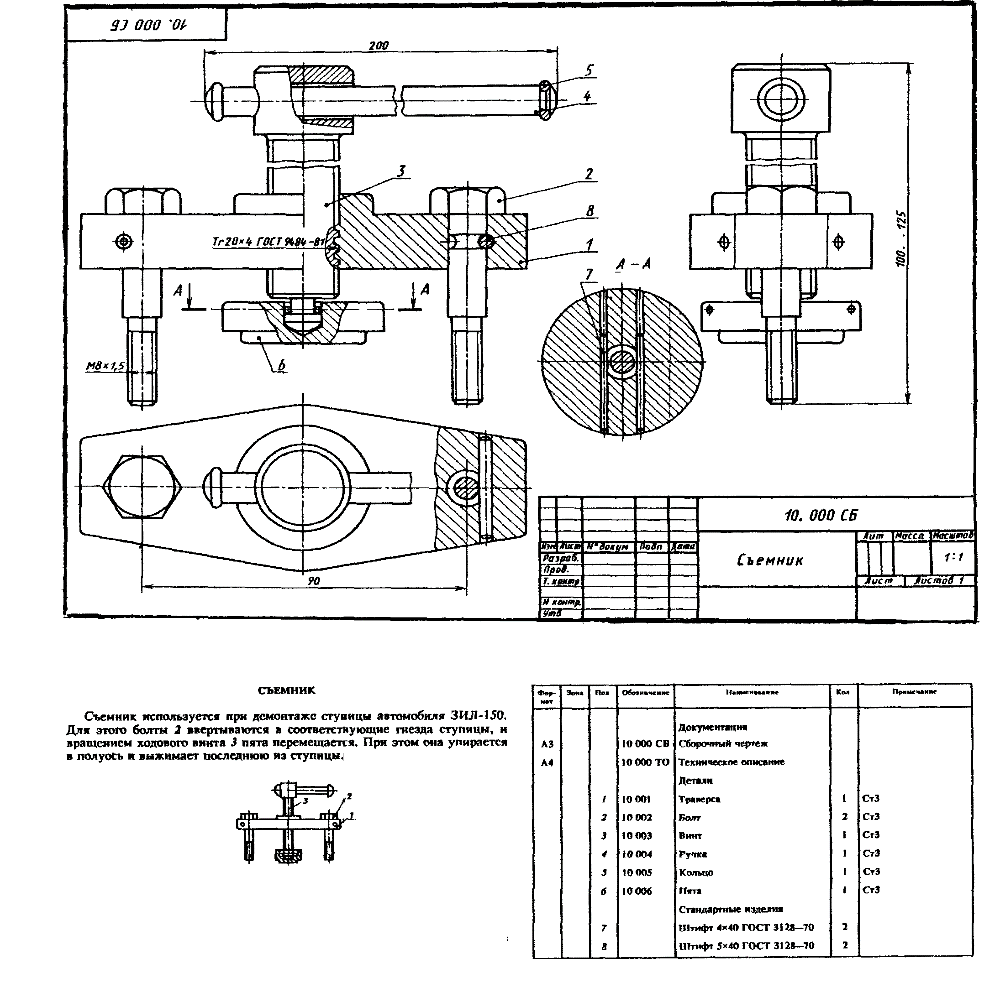 10. 000 СБ
200
5
4
3
2
8
1
Tr20×4 ГОСТ 9484-81
А - А
7
А
А
6
М8×1,5
100...125
90
10. 000 СБ
Съемник
Изм Лист № докум Подп Дата
Разраб.
Пров.
Т. контр
Н контр.
Утв
Лит Масса Масштаб
1:1
Лист Листов 1
СЪЕМНИК
Съемник используется при демонтаже ступицы автомобиля ЗИЛ-150.
Для этого болты 2 ввертываются в соответствующие гнезда ступицы, и
вращением ходового винта 3 пята перемещается. При этом она упирается
в полуось и выжимает последнюю из ступицы.
3
2
1
Фор-мат Зона Поз Обозначение Наименование Кол Примечание
Документация
А3 10 000 СБ Сборочный чертеж
А4 10 000 ТО Техническое описание
Детали
1 10 001 Траверса 1 Ст3
2 10 002 Болт 2 Ст3
3 10 003 Винт 1 Ст3
4 10 004 Ручка 1 Ст3
5 10 005 Кольцо 1 Ст3
6 10 006 Пята 1 Ст3
Стандартные изделия
7 Штифт 4×40 ГОСТ 3128—70 2
8 Штифт 5×40 ГОСТ 3128—70 2